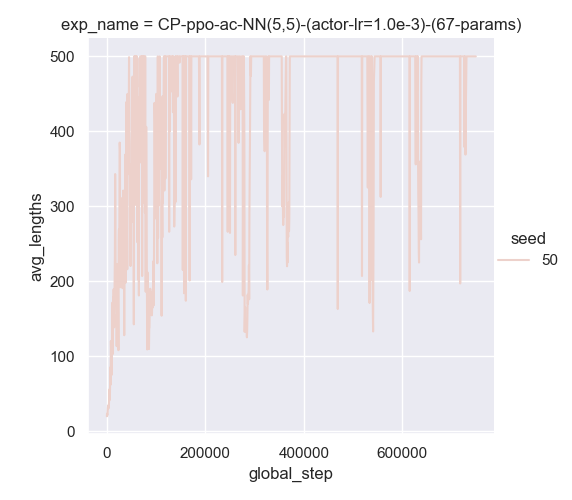 exp_name = CP-ppo-ac-NN(5,5)-(actor-lr=1.0e-3)-(67-params)
500
400
300
200
100
0
avg_lengths
0 200000 400000 600000
global_step
seed
50